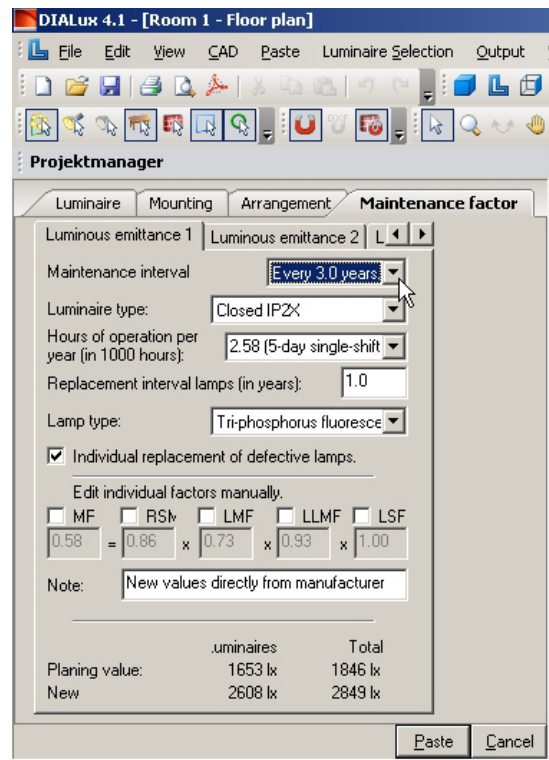 DIALux 4.1 - [Room 1 - Floor plan]
File Edit View CAD Paste Luminaire Selection Output
DXF
Projektmanager
Luminaire Mounting Arrangement Maintenance factor
Luminous emittance 1 Luminous emittance 2 L
Maintenance interval Every 3.0 years.
Luminaire type: Closed IP2X
Hours of operation per
year (in 1000 hours): 2.58 (5-day single-shift
Replacement interval lamps (in years): 1.0
Lamp type: Tri-phosphorus fluoresce
Individual replacement of defective lamps.
Edit individual factors manually.
MF RSM LMF LLMF LSF
0.58 = 0.86 x 0.73 x 0.93 x 1.00
Note: New values directly from manufacturer
.uminaires Total
Planing value: 1653 lx 1846 lx
New 2608 lx 2849 lx
Paste Cancel